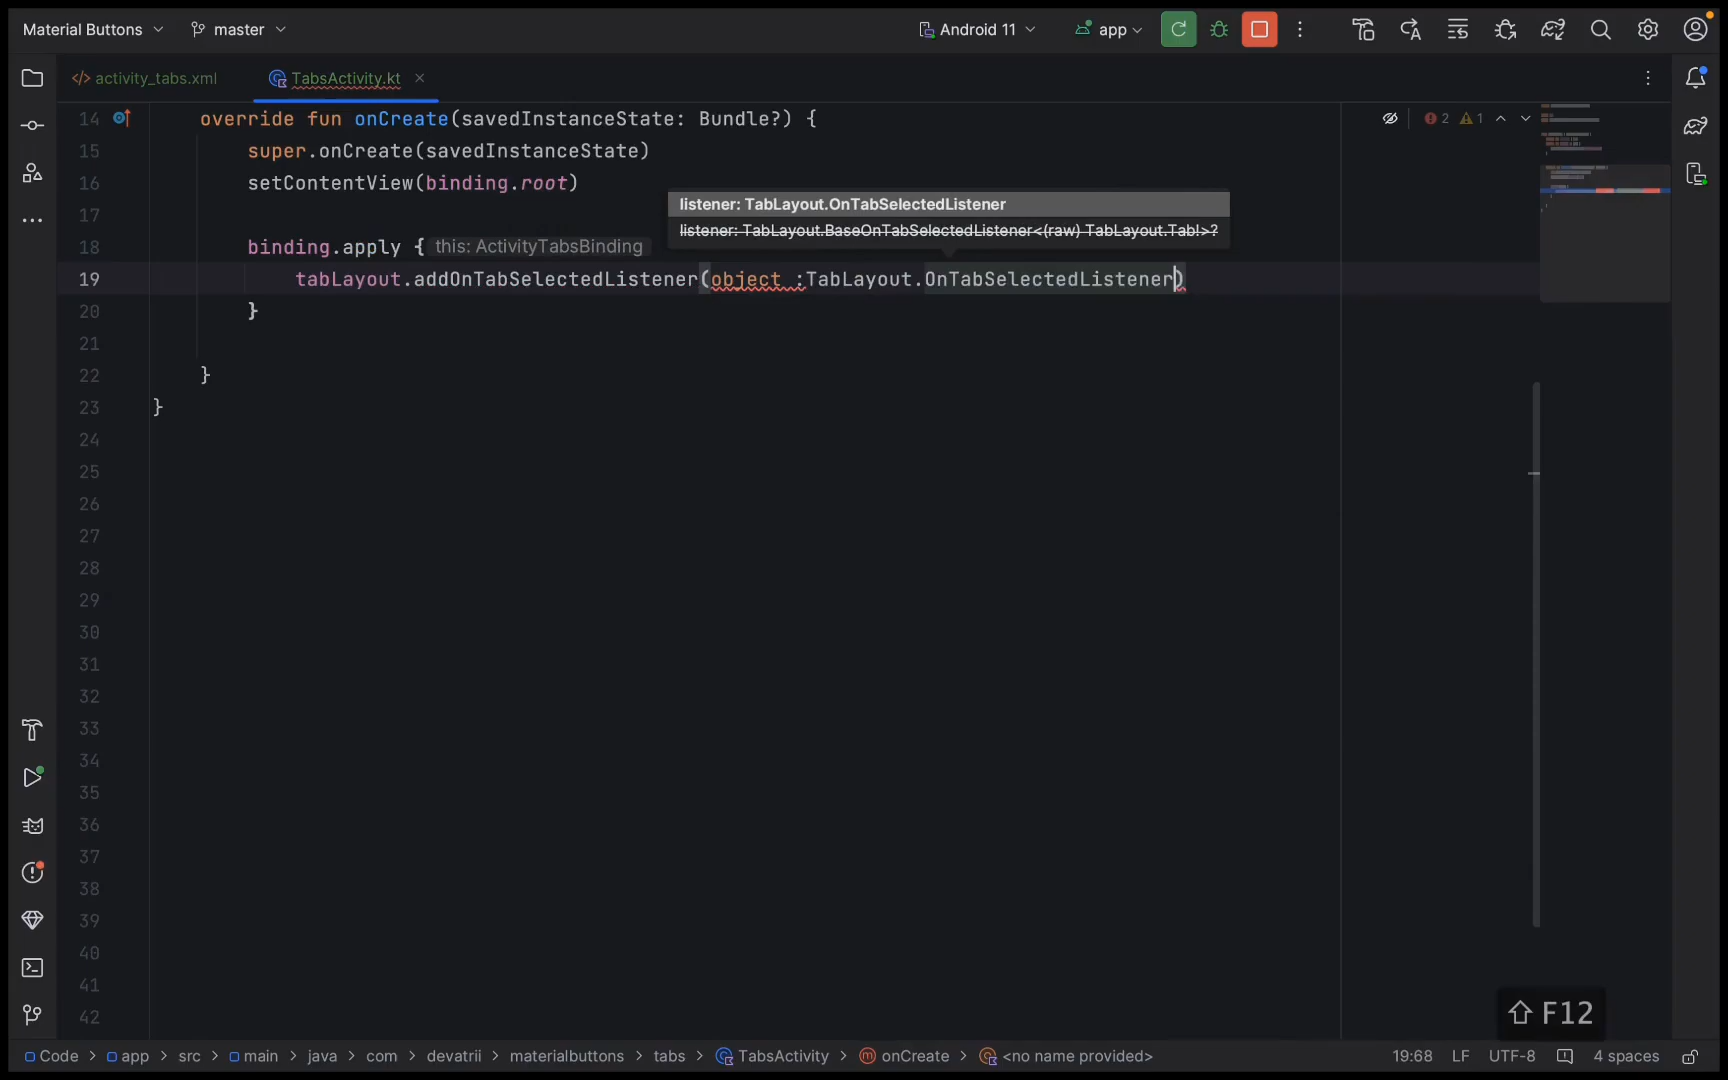 Material Buttons master Android 11 app
activity_tabs.xml TabsActivity.kt
14 override fun onCreate(savedInstanceState: Bundle?) { 2 1
15 super.onCreate(savedInstanceState)
16 setContentView(binding.root)
listener: TabLayout.OnTabSelectedListener
17
listener: TabLayout.BaseOnTabSelectedListener<(raw) TabLayout.Tab!>?
18 binding.apply { this: ActivityTabsBinding
19 tabLayout.addOnTabSelectedListener(object :TabLayout.OnTabSelectedListener)
20 }
21
22 }
23 }
24
25
26
27
28
29
30
31
32
33
34
35
36
37
38
39
40
41
42
⇧ F12
Code > app > src > main > java > com > devatrii > materialbuttons > tabs > TabsActivity > onCreate > <no name provided> 19:68 LF UTF-8 4 spaces